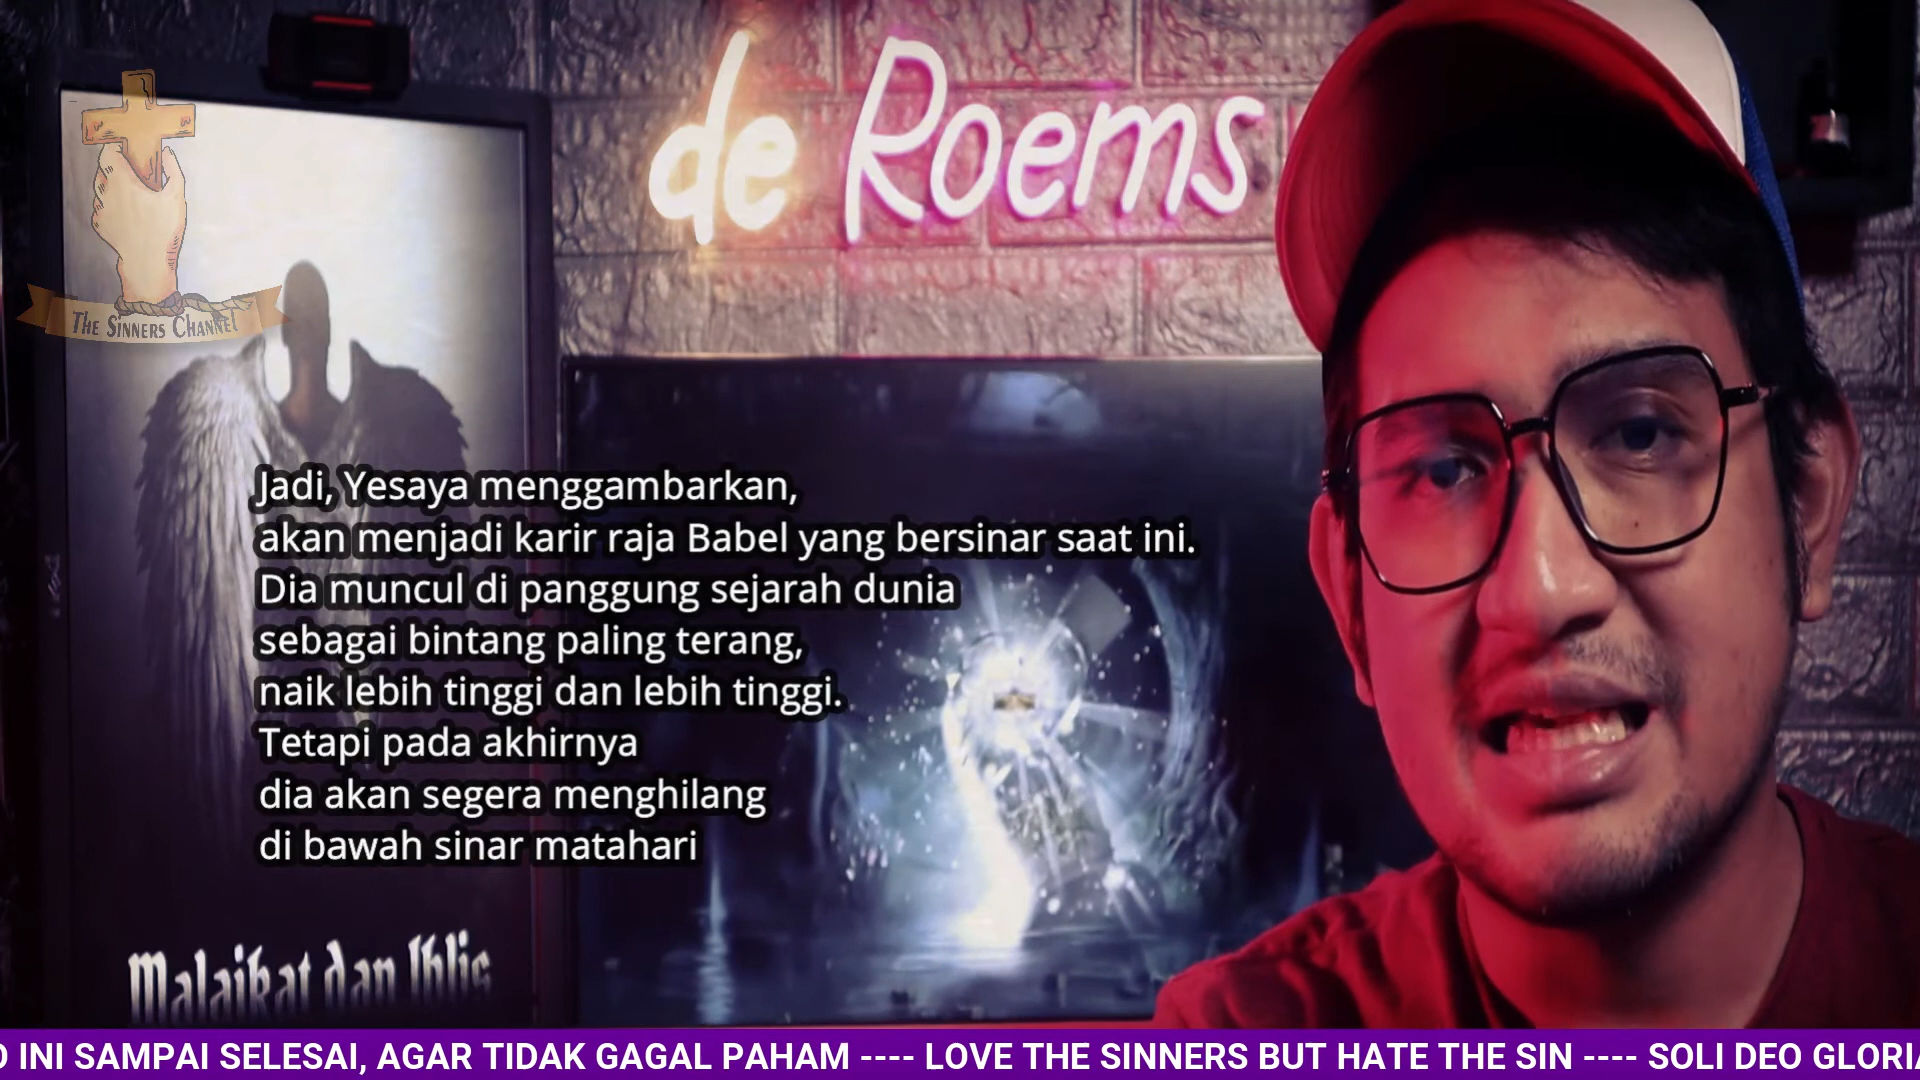 de Roems
The Sinners Channel
Jadi, Yesaya menggambarkan,
akan menjadi karir raja Babel yang bersinar saat ini.
Dia muncul di panggung sejarah dunia
sebagai bintang paling terang,
naik lebih tinggi dan lebih tinggi.
Tetapi pada akhirnya
dia akan segera menghilang
di bawah sinar matahari
Malaikat dan Iblis
INI SAMPAI SELESAI, AGAR TIDAK GAGAL PAHAM ---- LOVE THE SINNERS BUT HATE THE SIN ---- SOLI DEO GLORIA